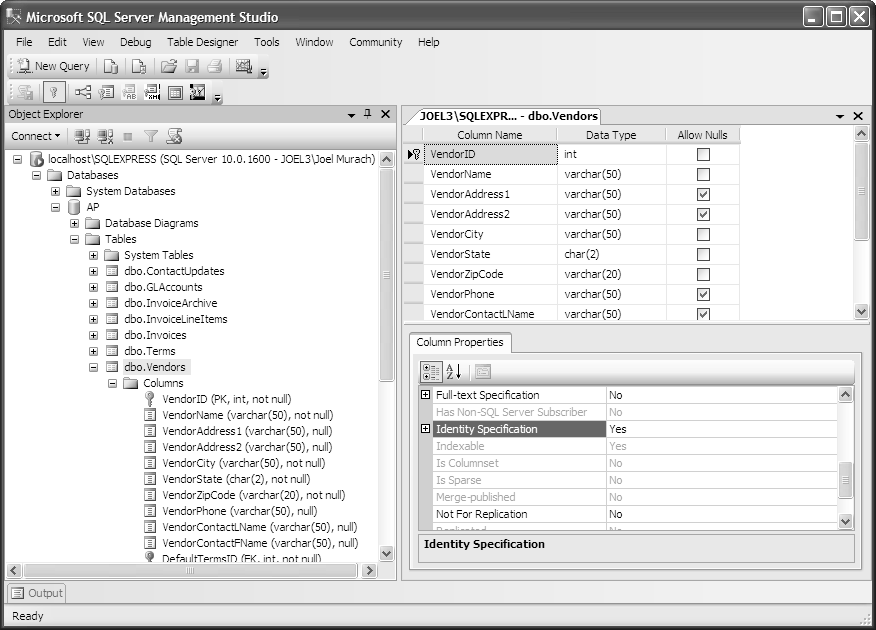 Microsoft SQL Server Management Studio
File Edit View Debug Table Designer Tools Window Community Help
New Query
Object Explorer
Connect
localhost\SQLEXPRESS (SQL Server 10.0.1600 - JOEL3\Joel Murach)
Databases
System Databases
AP
Database Diagrams
Tables
System Tables
dbo.ContactUpdates
dbo.GLAccounts
dbo.InvoiceArchive
dbo.InvoiceLineItems
dbo.Invoices
dbo.Terms
dbo.Vendors
Columns
VendorID (PK, int, not null)
VendorName (varchar(50), not null)
VendorAddress1 (varchar(50), null)
VendorAddress2 (varchar(50), null)
VendorCity (varchar(50), not null)
VendorState (char(2), not null)
VendorZipCode (varchar(20), not null)
VendorPhone (varchar(50), null)
VendorContactLName (varchar(50), null)
VendorContactFName (varchar(50), null)
DefaultTermsID (FK, int, not null)
JOEL3\SQLEXPR... - dbo.Vendors
Column Name Data Type Allow Nulls
VendorID int
VendorName varchar(50)
VendorAddress1 varchar(50)
VendorAddress2 varchar(50)
VendorCity varchar(50)
VendorState char(2)
VendorZipCode varchar(20)
VendorPhone varchar(50)
VendorContactLName varchar(50)
Column Properties
Full-text Specification No
Has Non-SQL Server Subscriber No
Identity Specification Yes
Indexable Yes
Is Columnset No
Is Sparse No
Merge-published No
Not For Replication No
Replicated No
Identity Specification
Output
Ready